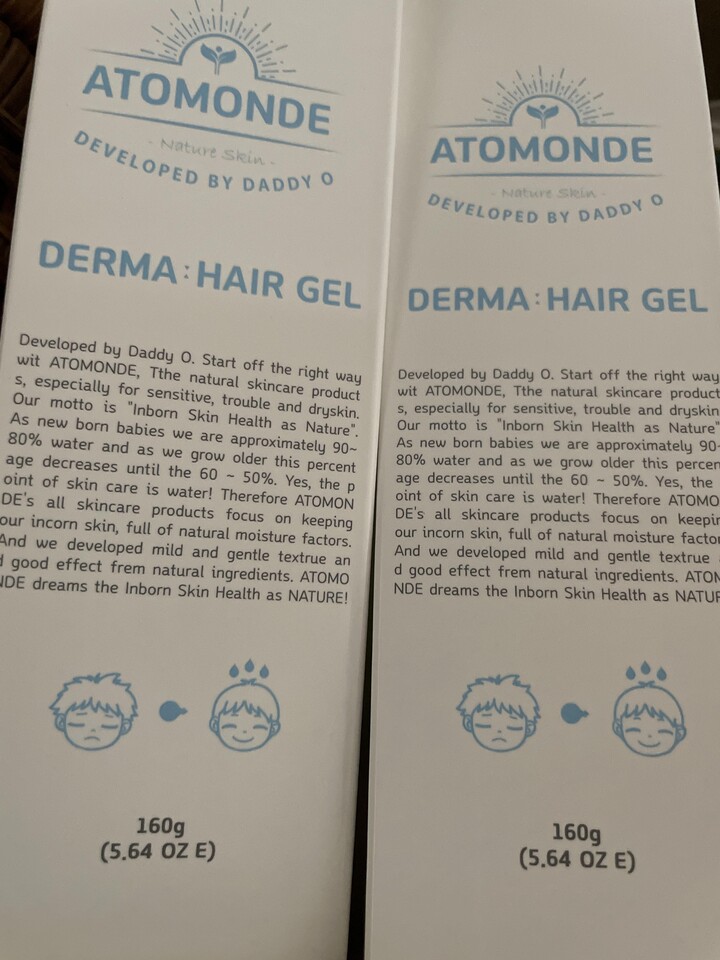 ATOMONDE
- Nature Skin -
DEVELOPED BY DADDY O
DERMA : HAIR GEL
Developed by Daddy O. Start off the right way
wit ATOMONDE, Tthe natural skincare product
s, especially for sensitive, trouble and dryskin.
Our motto is "Inborn Skin Health as Nature".
As new born babies we are approximately 90~
80% water and as we grow older this percent
age decreases until the 60 ~ 50%. Yes, the p
oint of skin care is water! Therefore ATOMON
DE's all skincare products focus on keeping
our incorn skin, full of natural moisture factors.
And we developed mild and gentle textrue an
d good effect frem natural ingredients. ATOMO
NDE dreams the Inborn Skin Health as NATURE!
160g
(5.64 OZ E)
ATOMONDE
- Nature Skin -
DEVELOPED BY DADDY O
DERMA : HAIR GEL
Developed by Daddy O. Start off the right way
wit ATOMONDE, Tthe natural skincare product
s, especially for sensitive, trouble and dryskin
Our motto is "Inborn Skin Health as Nature"
As new born babies we are approximately 90~
80% water and as we grow older this percen
age decreases until the 60 ~ 50%. Yes, the
oint of skin care is water! Therefore ATOMO
DE's all skincare products focus on keepin
our incorn skin, full of natural moisture factor
And we developed mild and gentle textrue
d good effect frem natural ingredients. ATOM
NDE dreams the Inborn Skin Health as NATUR
160g
(5.64 OZ E)